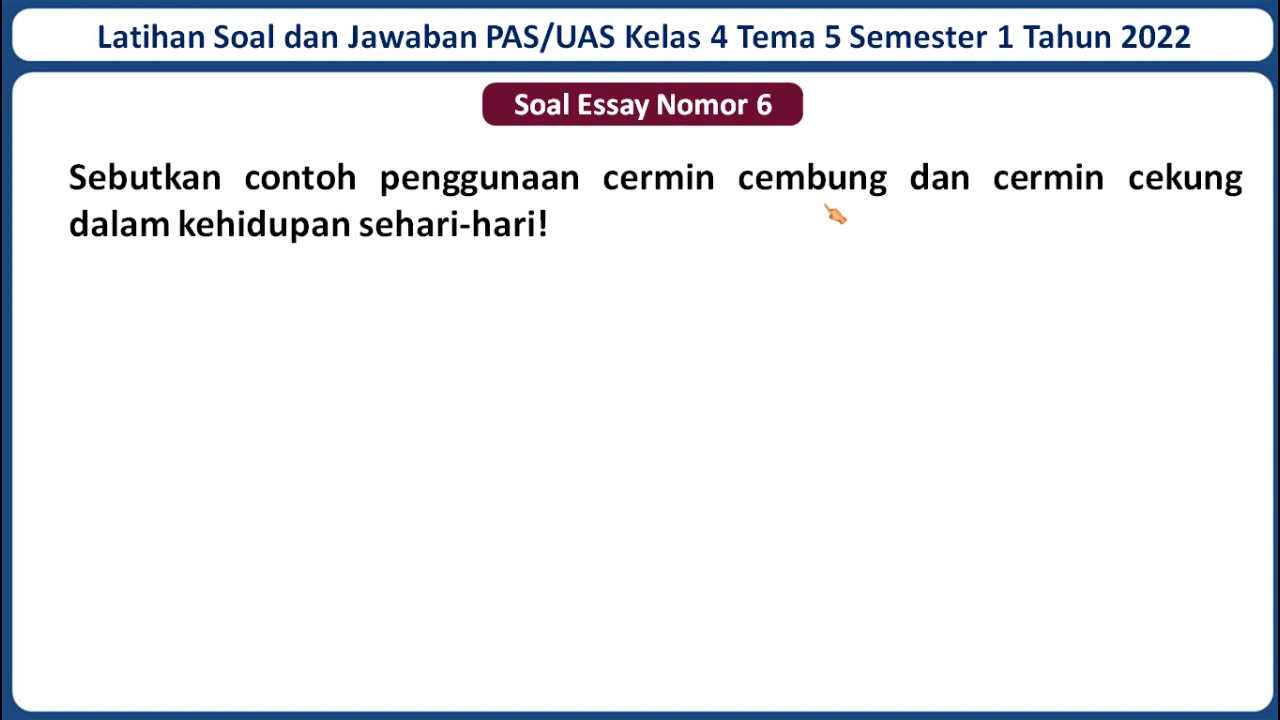 Latihan Soal dan Jawaban PAS/UAS Kelas 4 Tema 5 Semester 1 Tahun 2022
Soal Essay Nomor 6
Sebutkan contoh penggunaan cermin cembung dan cermin cekung
dalam kehidupan sehari-hari!